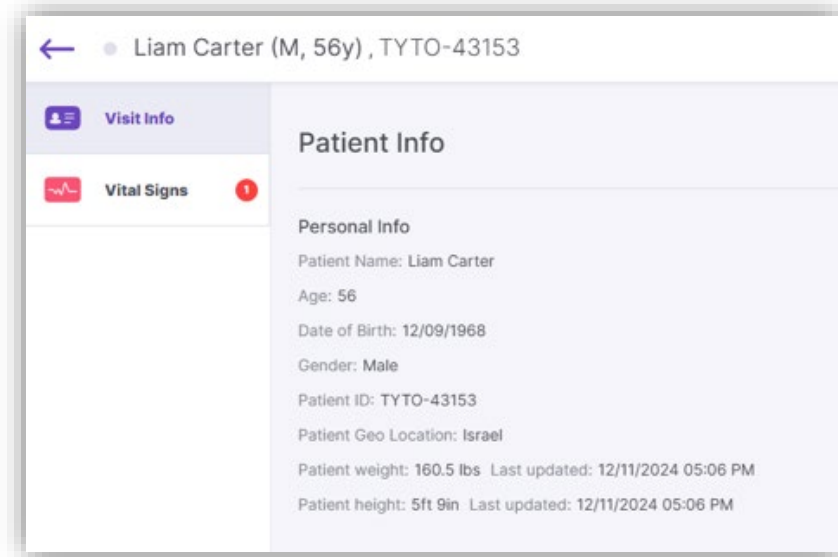 Liam Carter (M, 56y) , TYTO-43153
Visit Info
Vital Signs 1
Patient Info
Personal Info
Patient Name: Liam Carter
Age: 56
Date of Birth: 12/09/1968
Gender: Male
Patient ID: TYTO-43153
Patient Geo Location: Israel
Patient weight: 160.5 lbs Last updated: 12/11/2024 05:06 PM
Patient height: 5ft 9in Last updated: 12/11/2024 05:06 PM